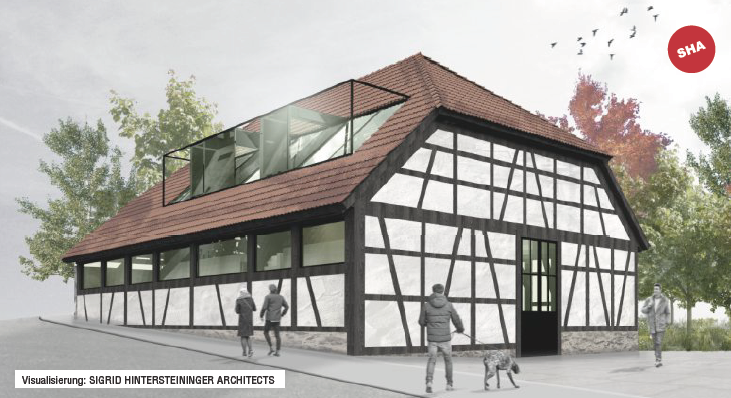 SHA
Visualisierung: SIGRID HINTERSTEININGER ARCHITECTS